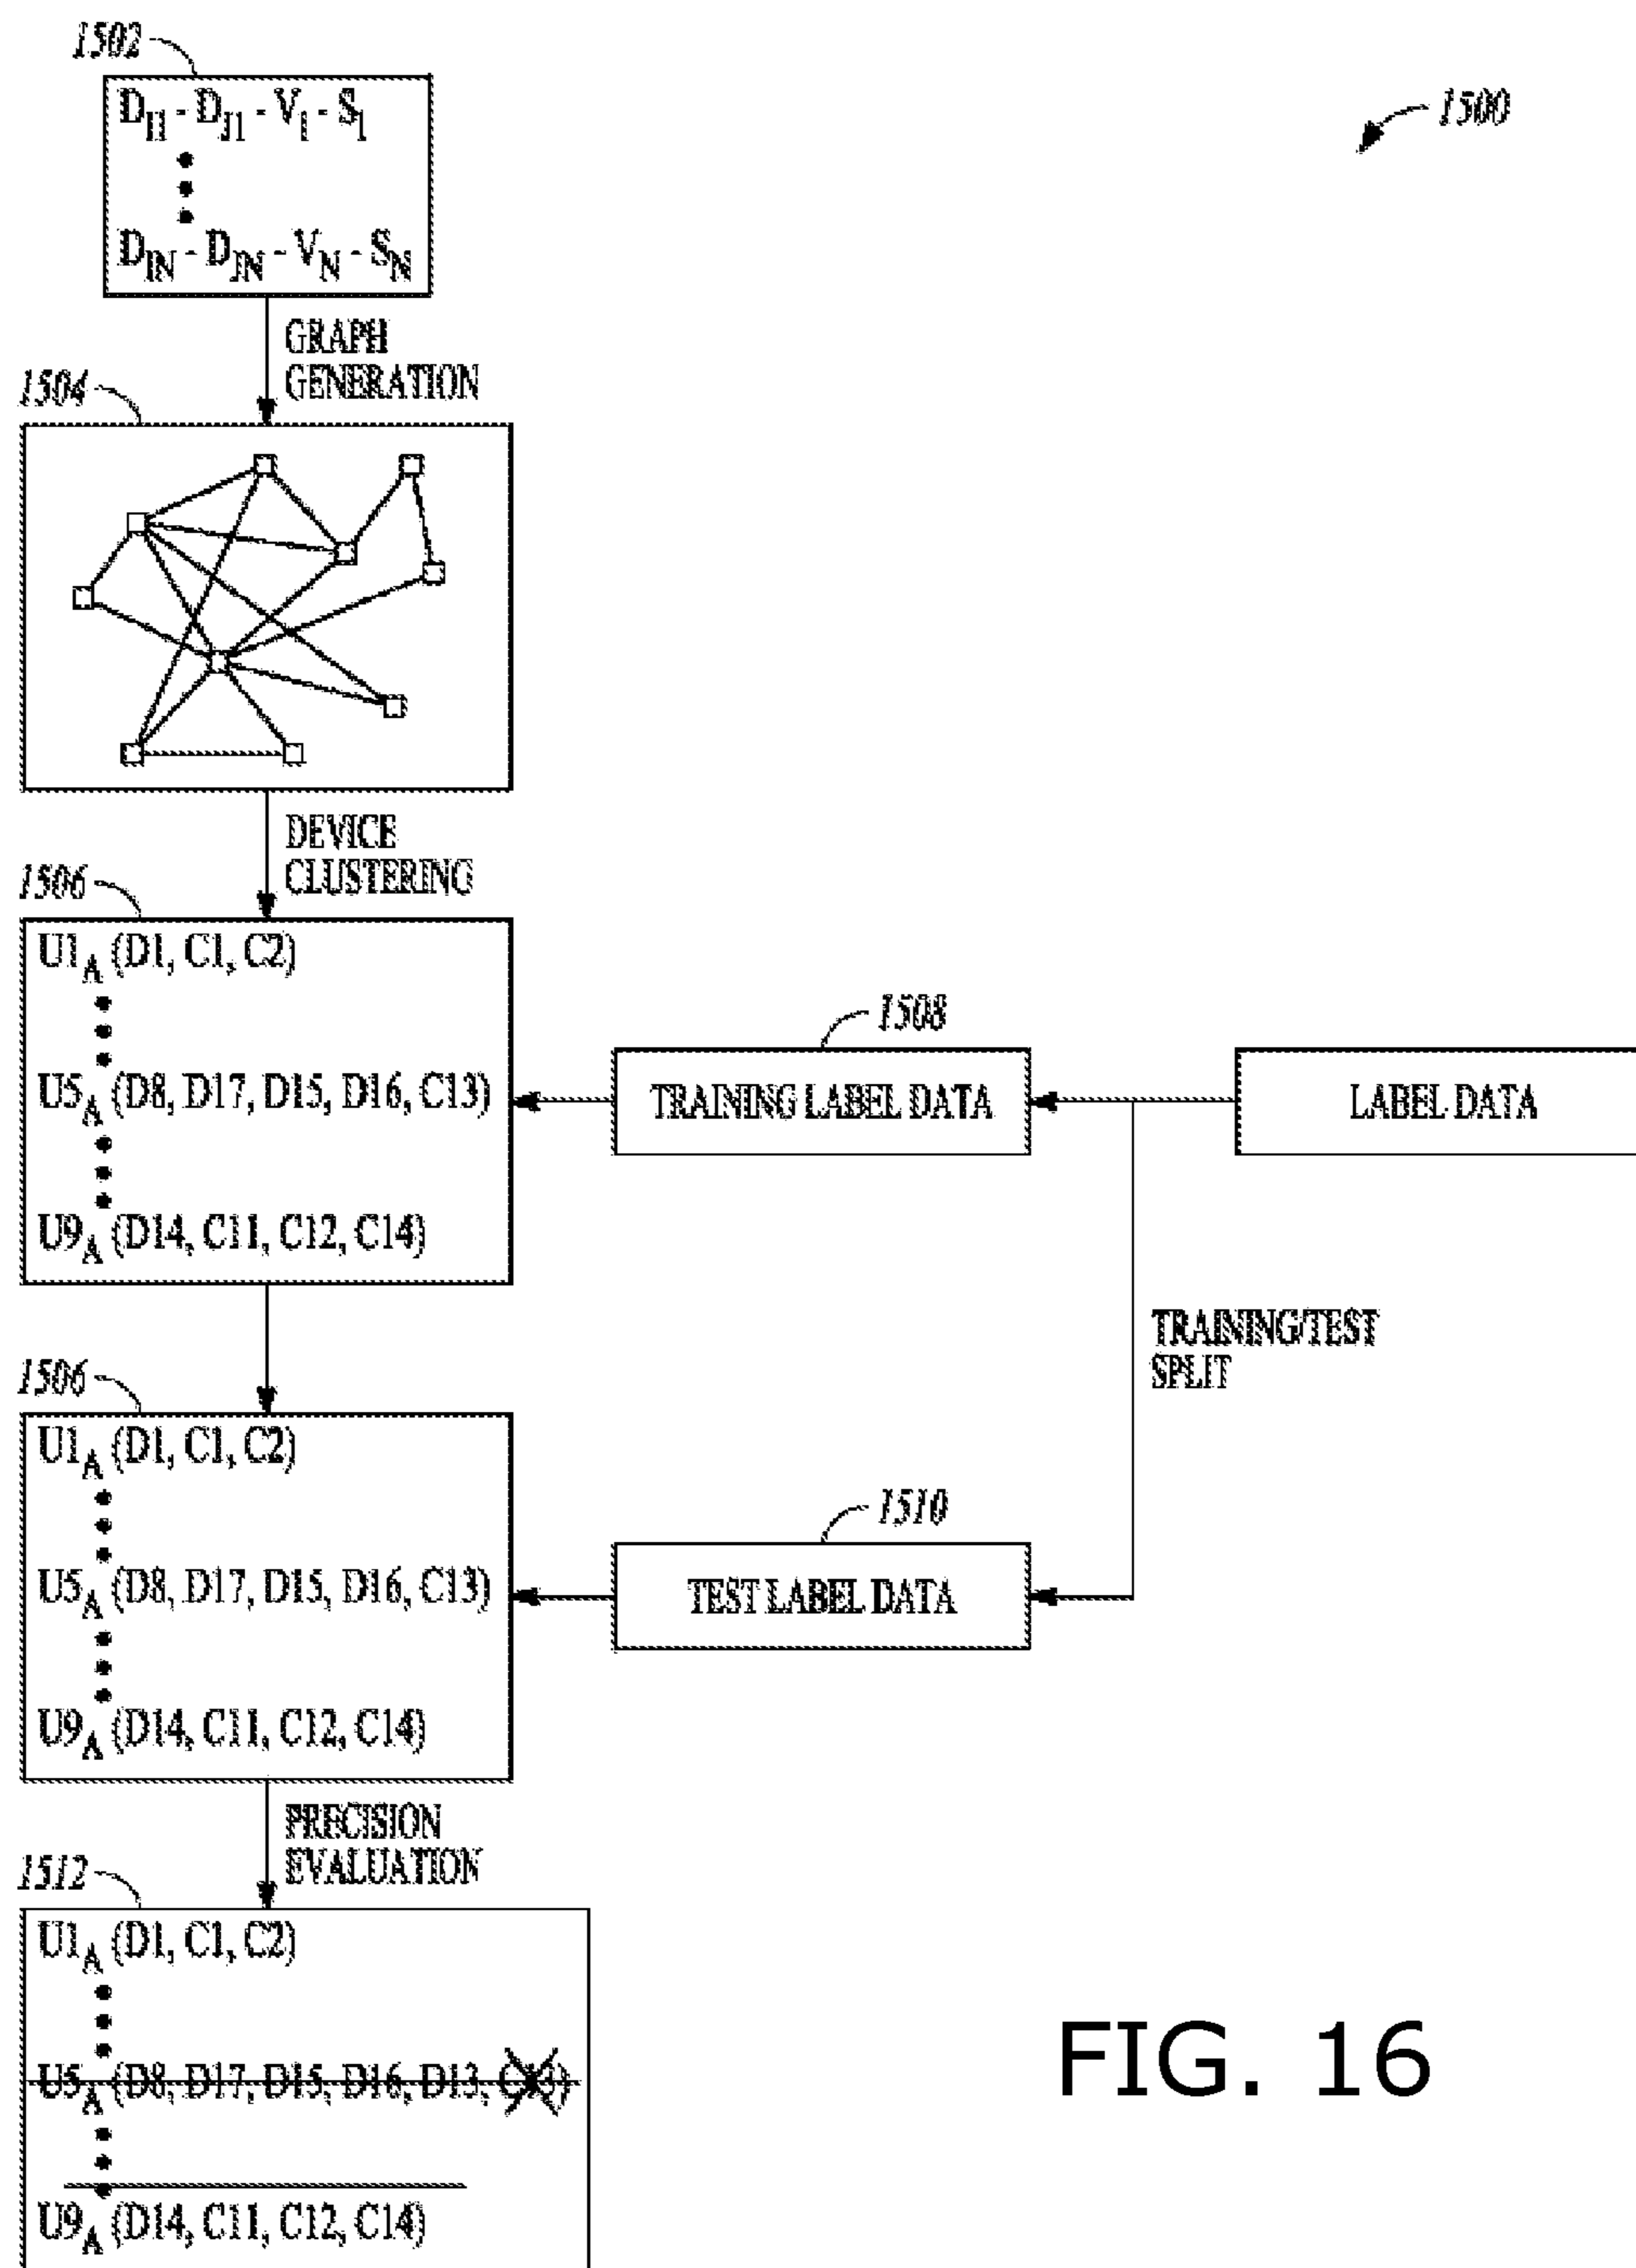 1502
1500
D_I1 - D_J1 - V_1 - S_1
D_IN - D_JN - V_N - S_N
GRAPH
GENERATION
1504
DEVICE
CLUSTERING
1506
U1_A (D1, C1, C2)
U5_A (D8, D17, D15, D16, C13)
U9_A (D14, C11, C12, C14)
1508
TRAINING LABEL DATA
LABEL DATA
TRAINING/TEST
SPLIT
1506
U1_A (D1, C1, C2)
U5_A (D8, D17, D15, D16, C13)
U9_A (D14, C11, C12, C14)
1510
TEST LABEL DATA
PRECISION
EVALUATION
1512
U1_A (D1, C1, C2)
U5_A (D8, D17, D15, D16, D13, C13)
U9_A (D14, C11, C12, C14)
FIG. 16